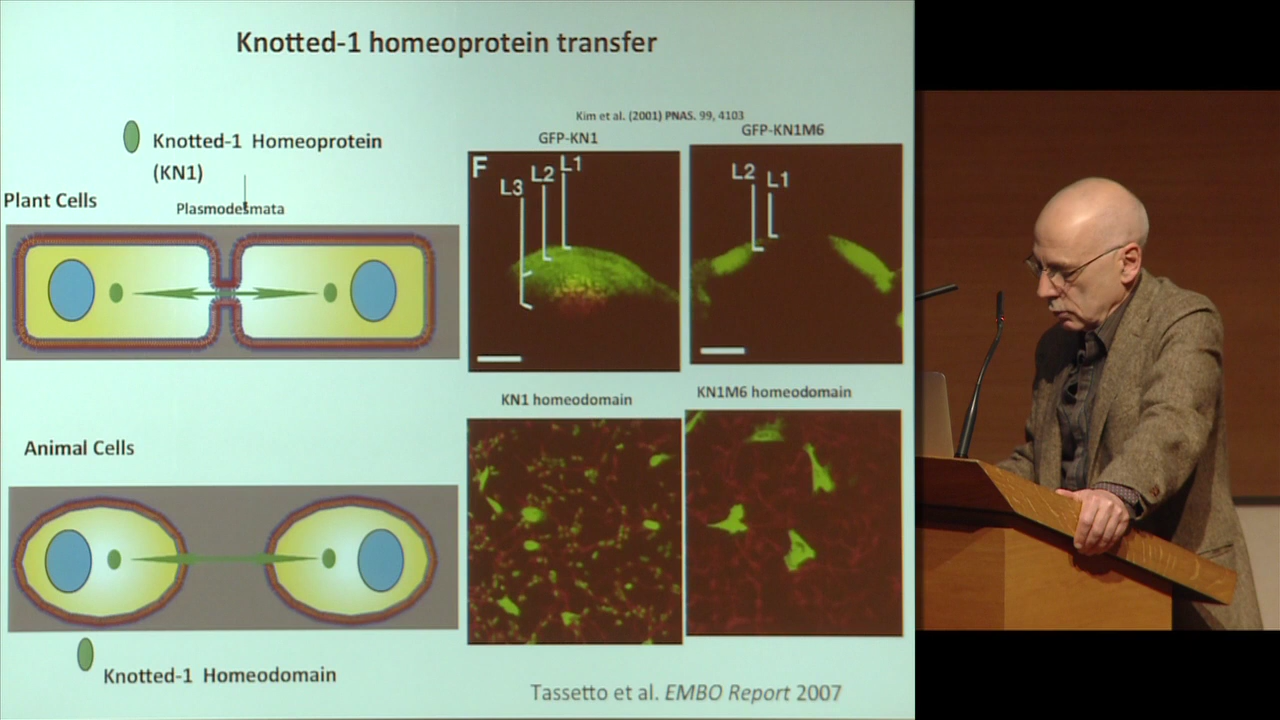 Knotted-1 homeoprotein transfer
Knotted-1 Homeoprotein
(KN1)
Plant Cells
Plasmodesmata
Kim et al. (2001) PNAS. 99, 4103
GFP-KN1
GFP-KN1M6
F
L3
L2
L1
L2
L1
KN1 homeodomain
KN1M6 homeodomain
Animal Cells
Knotted-1 Homeodomain
Tassetto et al. EMBO Report 2007